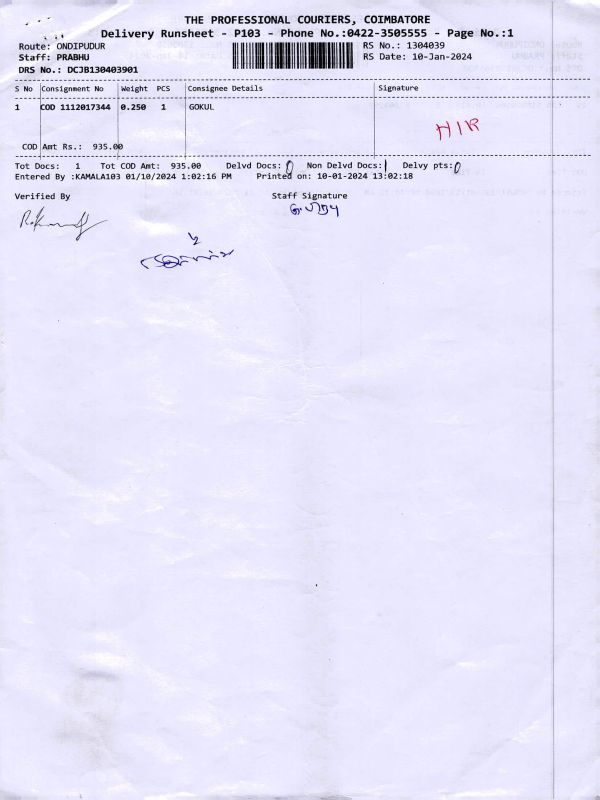 THE PROFESSIONAL COURIERS, COIMBATORE
Delivery Runsheet - P103 - Phone No.:0422-3505555 - Page No.:1
Route: ONDIPUDUR
RS No.: 1304039
Staff: PRABHU
RS Date: 10-Jan-2024
DRS No.: DCJB130403901
S No Consignment No Weight PCS Consignee Details Signature
1 COD 1112017344 0.250 1 GOKUL
HIR
COD Amt Rs.: 935.00
Tot Docs: 1 Tot COD Amt: 935.00 Delvd Docs: 0 Non Delvd Docs: 1 Delvy pts: 0
Entered By :KAMALA103 01/10/2024 1:02:16 PM Printed on: 10-01-2024 13:02:18
Verified By Staff Signature